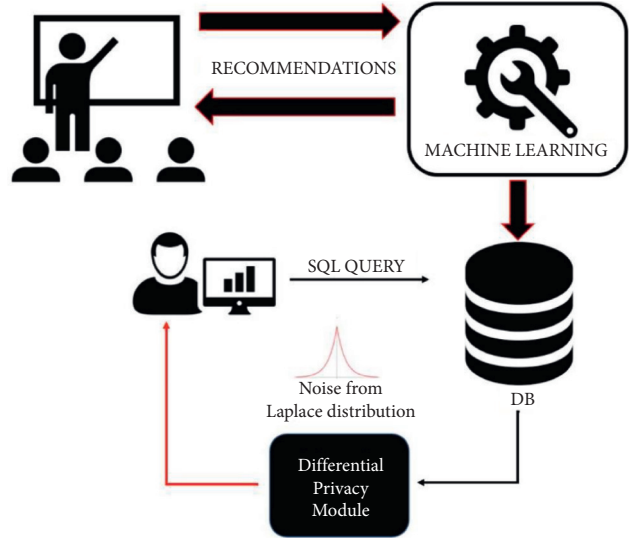 RECOMMENDATIONS
MACHINE LEARNING
SQL QUERY
Noise from
Laplace distribution
DB
Differential
Privacy
Module